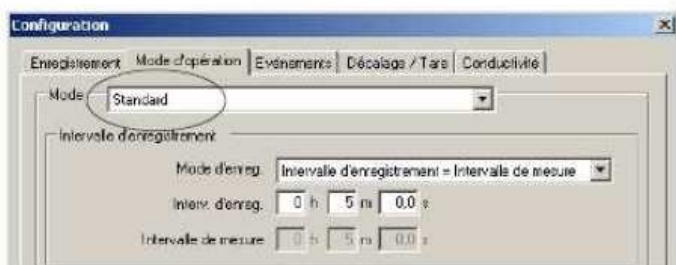 Configuration
Enregistrement Mode d'opération Evénements Décalage / Tare Conductivité
Mode Standard
Intervalle d'enregistrement
Mode d'enreg. Intervalle d'enregistrement = Intervalle de mesure
Interv. d'enreg. 0 h 5 m 0,0 s
Intervalle de mesure 0 h 5 m 0,0 s